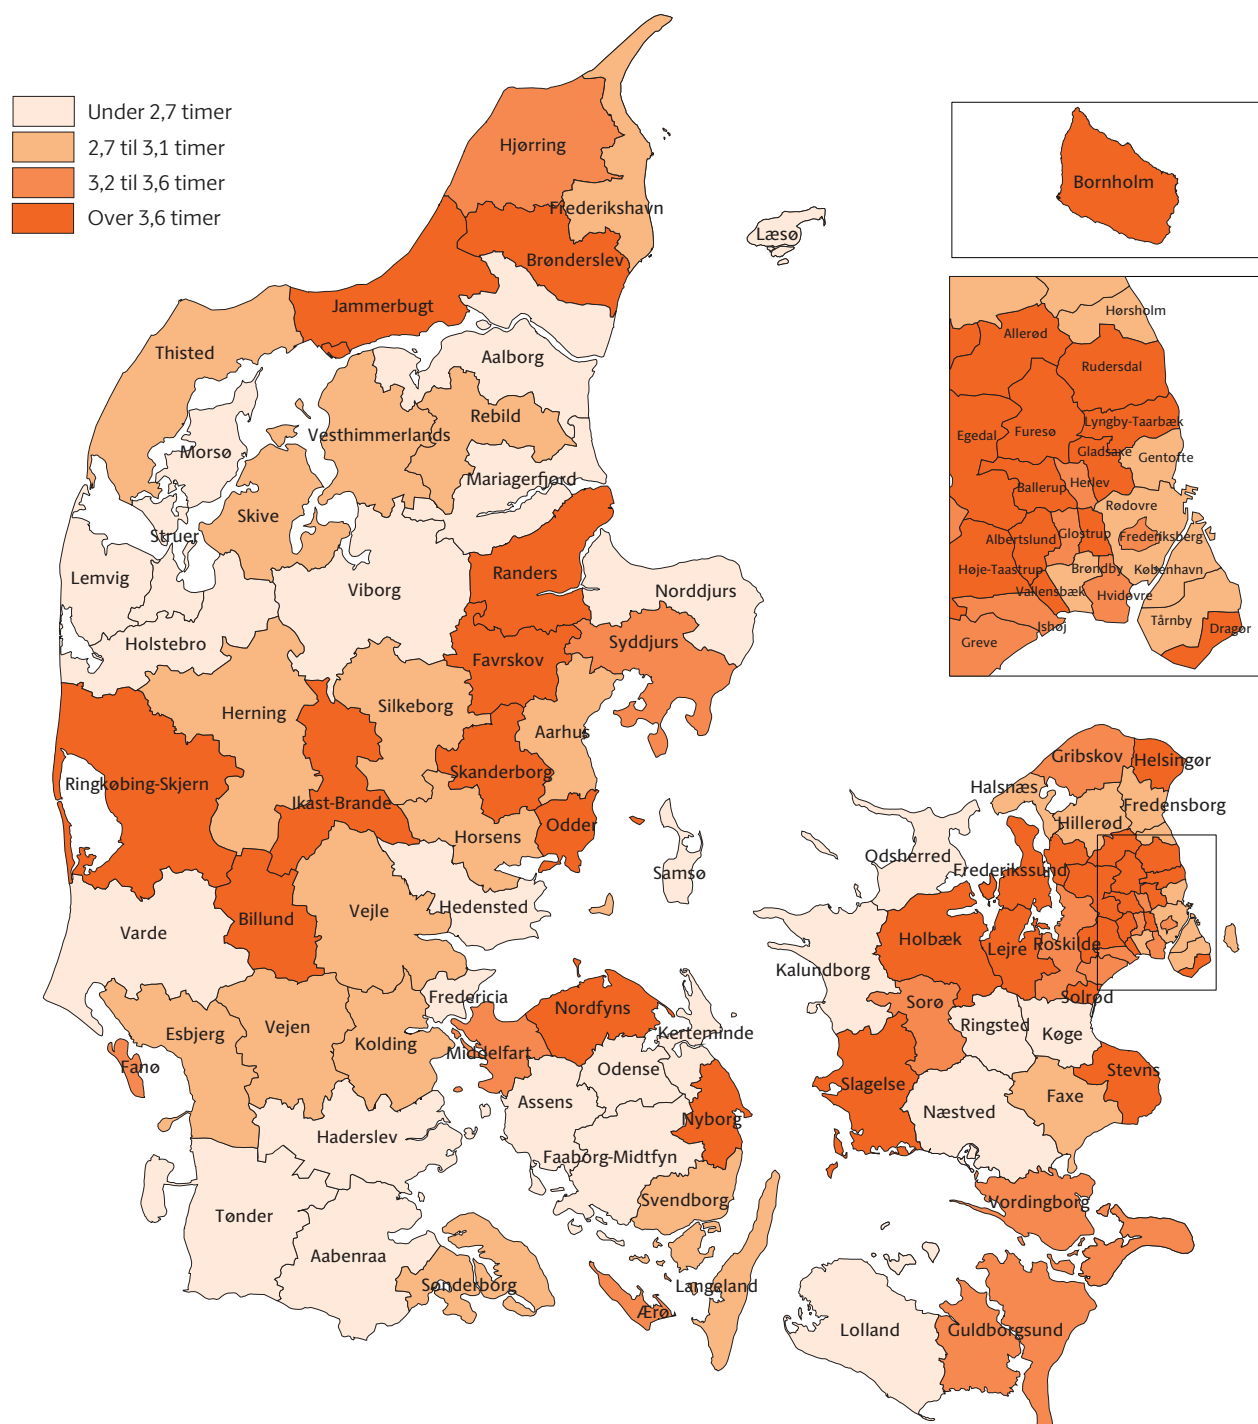 Under 2,7 timer
2,7 til 3,1 timer
3,2 til 3,6 timer
Over 3,6 timer
Hjørring
Frederikshavn
Læsø
Brønderslev
Jammerbugt
Thisted
Aalborg
Rebild
Vesthimmerlands
Morsø
Mariagerfjord
Skive
Struer
Lemvig
Randers
Viborg
Norddjurs
Holstebro
Syddjurs
Favrskov
Silkeborg
Herning
Aarhus
Skanderborg
Ringkøbing-Skjern
Ikast-Brande
Odder
Horsens
Samsø
Hedensted
Vejle
Billund
Varde
Fredericia
Nordfyns
Kerteminde
Vejen
Esbjerg
Kolding
Middelfart
Fanø
Odense
Assens
Nyborg
Haderslev
Faaborg-Midtfyn
Svendborg
Tønder
Aabenraa
Sønderborg
Langeland
Ærø
Bornholm
Hørsholm
Allerød
Rudersdal
Lyngby-Taarbæk
Furesø
Egedal
Gladsaxe
Gentofte
Herlev
Ballerup
Rødovre
Glostrup
Frederiksberg
Albertslund
Høje-Taastrup
Brøndby
København
Vallensbæk
Hvidovre
Tårnby
Ishøj
Dragør
Greve
Gribskov
Helsingør
Halsnæs
Fredensborg
Hillerød
Odsherred
Frederikssund
Holbæk
Lejre
Roskilde
Kalundborg
Solrød
Sorø
Ringsted
Køge
Stevns
Slagelse
Faxe
Næstved
Vordingborg
Lolland
Guldborgsund